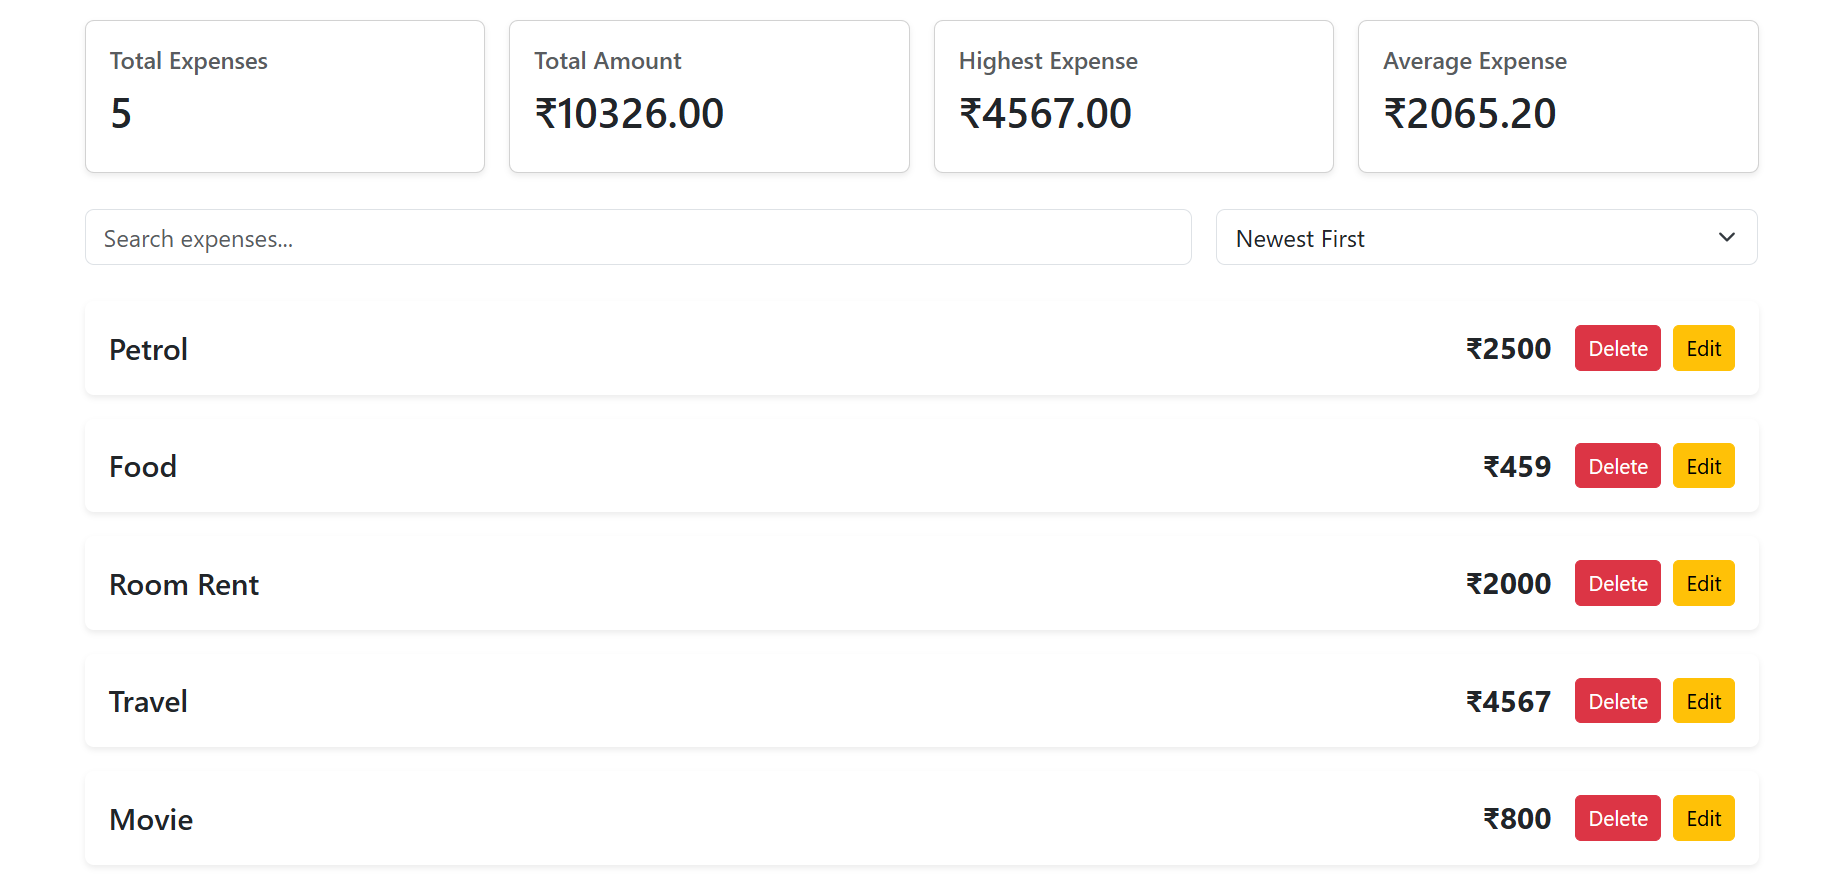 Total Expenses
5
Total Amount
₹10326.00
Highest Expense
₹4567.00
Average Expense
₹2065.20
Search expenses...
Newest First
Petrol ₹2500 Delete Edit
Food ₹459 Delete Edit
Room Rent ₹2000 Delete Edit
Travel ₹4567 Delete Edit
Movie ₹800 Delete Edit